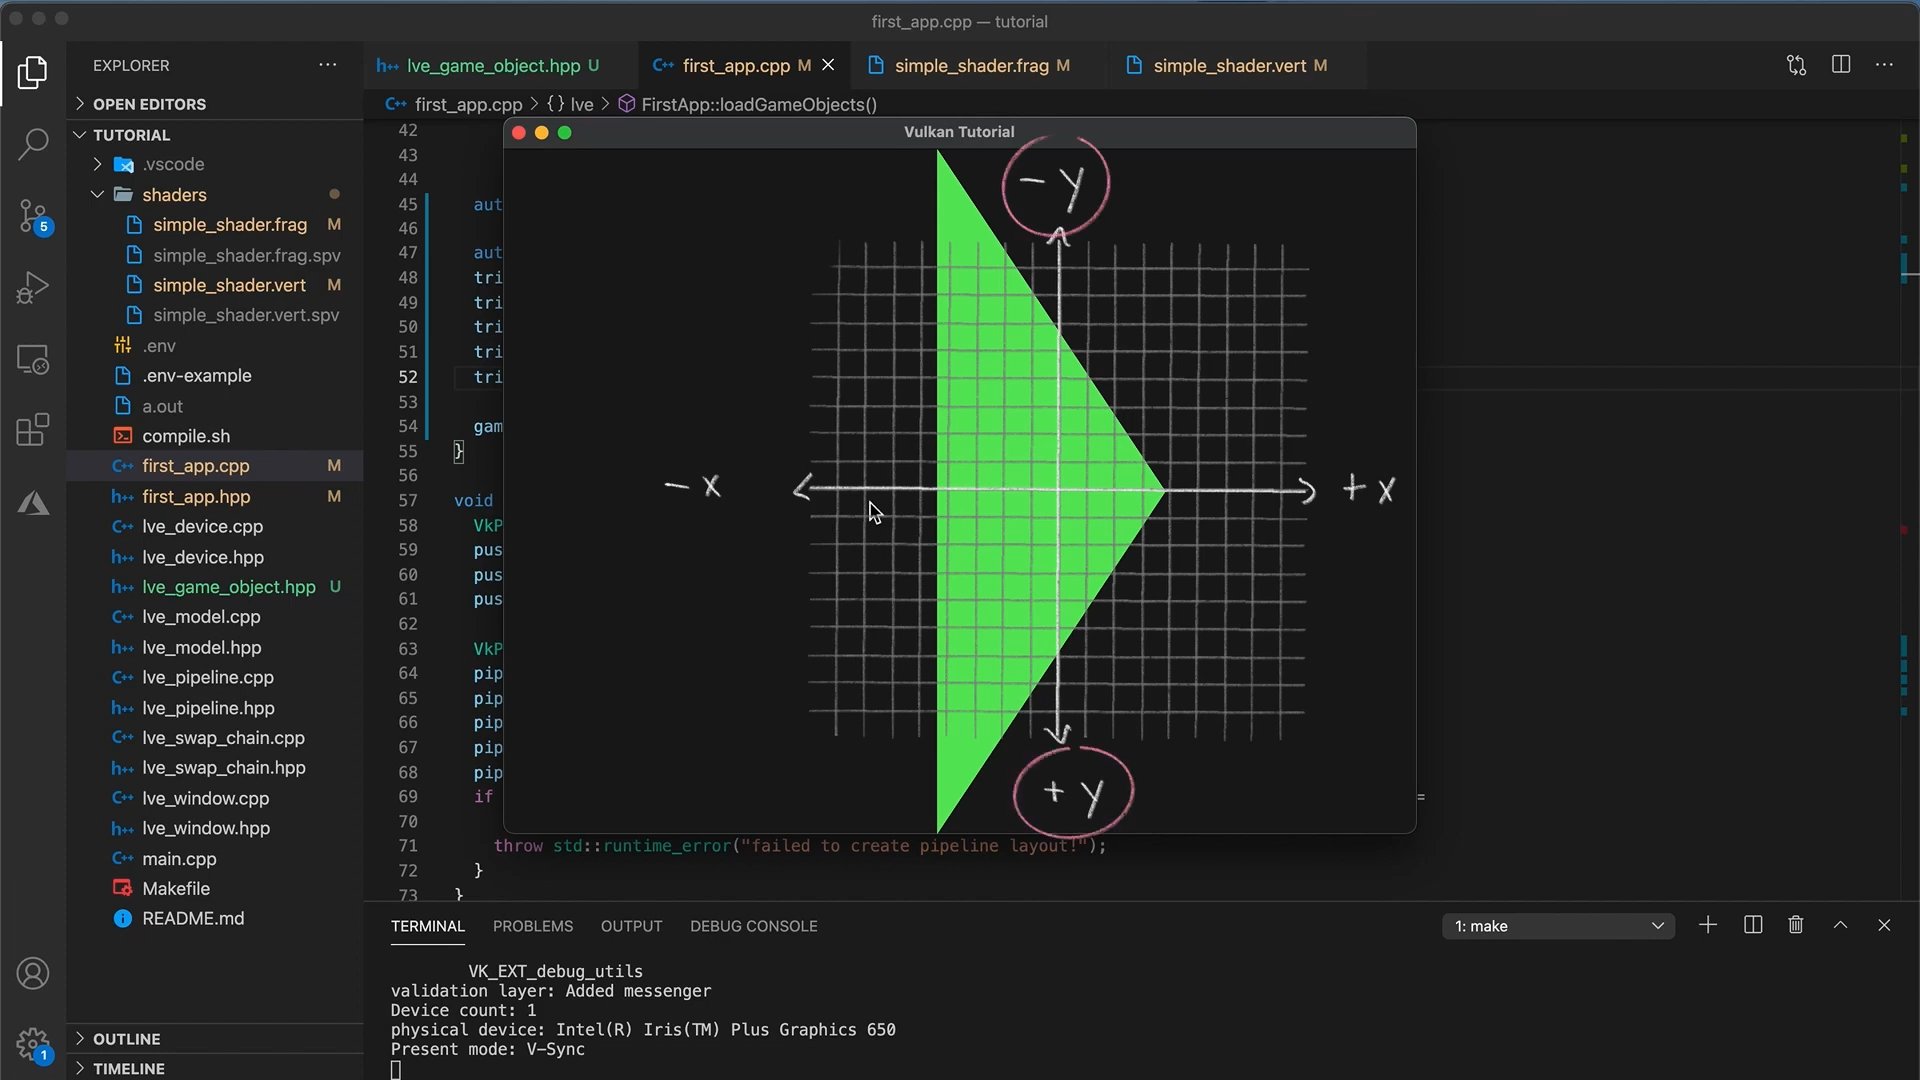 first_app.cpp — tutorial
EXPLORER
lve_game_object.hpp U
first_app.cpp M
simple_shader.frag M
simple_shader.vert M
first_app.cpp > {} lve > FirstApp::loadGameObjects()
OPEN EDITORS
TUTORIAL
.vscode
shaders
simple_shader.frag M
simple_shader.frag.spv
simple_shader.vert M
simple_shader.vert.spv
.env
.env-example
a.out
compile.sh
first_app.cpp M
first_app.hpp M
lve_device.cpp
lve_device.hpp
lve_game_object.hpp U
lve_model.cpp
lve_model.hpp
lve_pipeline.cpp
lve_pipeline.hpp
lve_swap_chain.cpp
lve_swap_chain.hpp
lve_window.cpp
lve_window.hpp
main.cpp
Makefile
README.md
OUTLINE
TIMELINE
5
1
42
43
44
45 aut
46
47 aut
48 tri
49 tri
50 tri
51 tri
52 tri
53
54 gam
55 }
56
57 void
58 VkP
59 pus
60 pus
61 pus
62
63 VkP
64 pip
65 pip
66 pip
67 pip
68 pip
69 if =
70
71 throw std::runtime_error("failed to create pipeline layout!");
72 }
73 }
Vulkan Tutorial
- y
- x
+ x
+ y
TERMINAL PROBLEMS OUTPUT DEBUG CONSOLE
1: make
VK_EXT_debug_utils
validation layer: Added messenger
Device count: 1
physical device: Intel(R) Iris(TM) Plus Graphics 650
Present mode: V-Sync